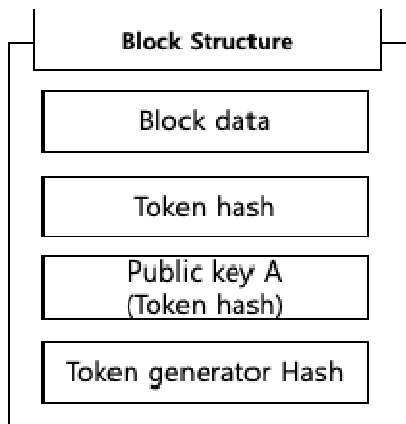 Block Structure
Block data
Token hash
Public key A
(Token hash)
Token generator Hash